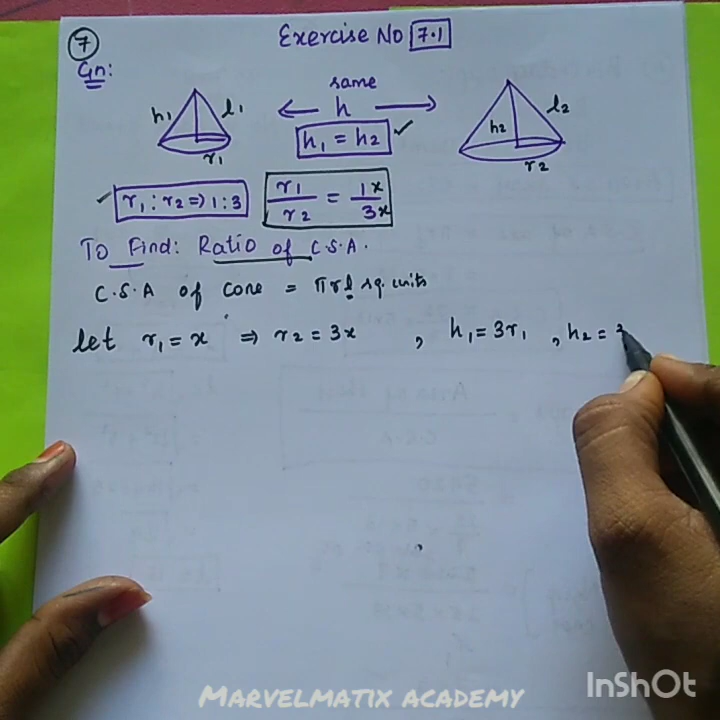 7 Exercise No 7.1
Gn:
same
h1 l1 ← h → h2 l2
r1 h1 = h2 ✓ r2
✓ r1 : r2 ⇒ 1 : 3 r1/r2 = 1x/3x
To Find: Ratio of C.S.A.
C.S.A of Cone = πrl sq.units
let r1 = x ⇒ r2 = 3x , h1 = 3r1 , h2 = 3
MARVELMATIX ACADEMY
InShOt